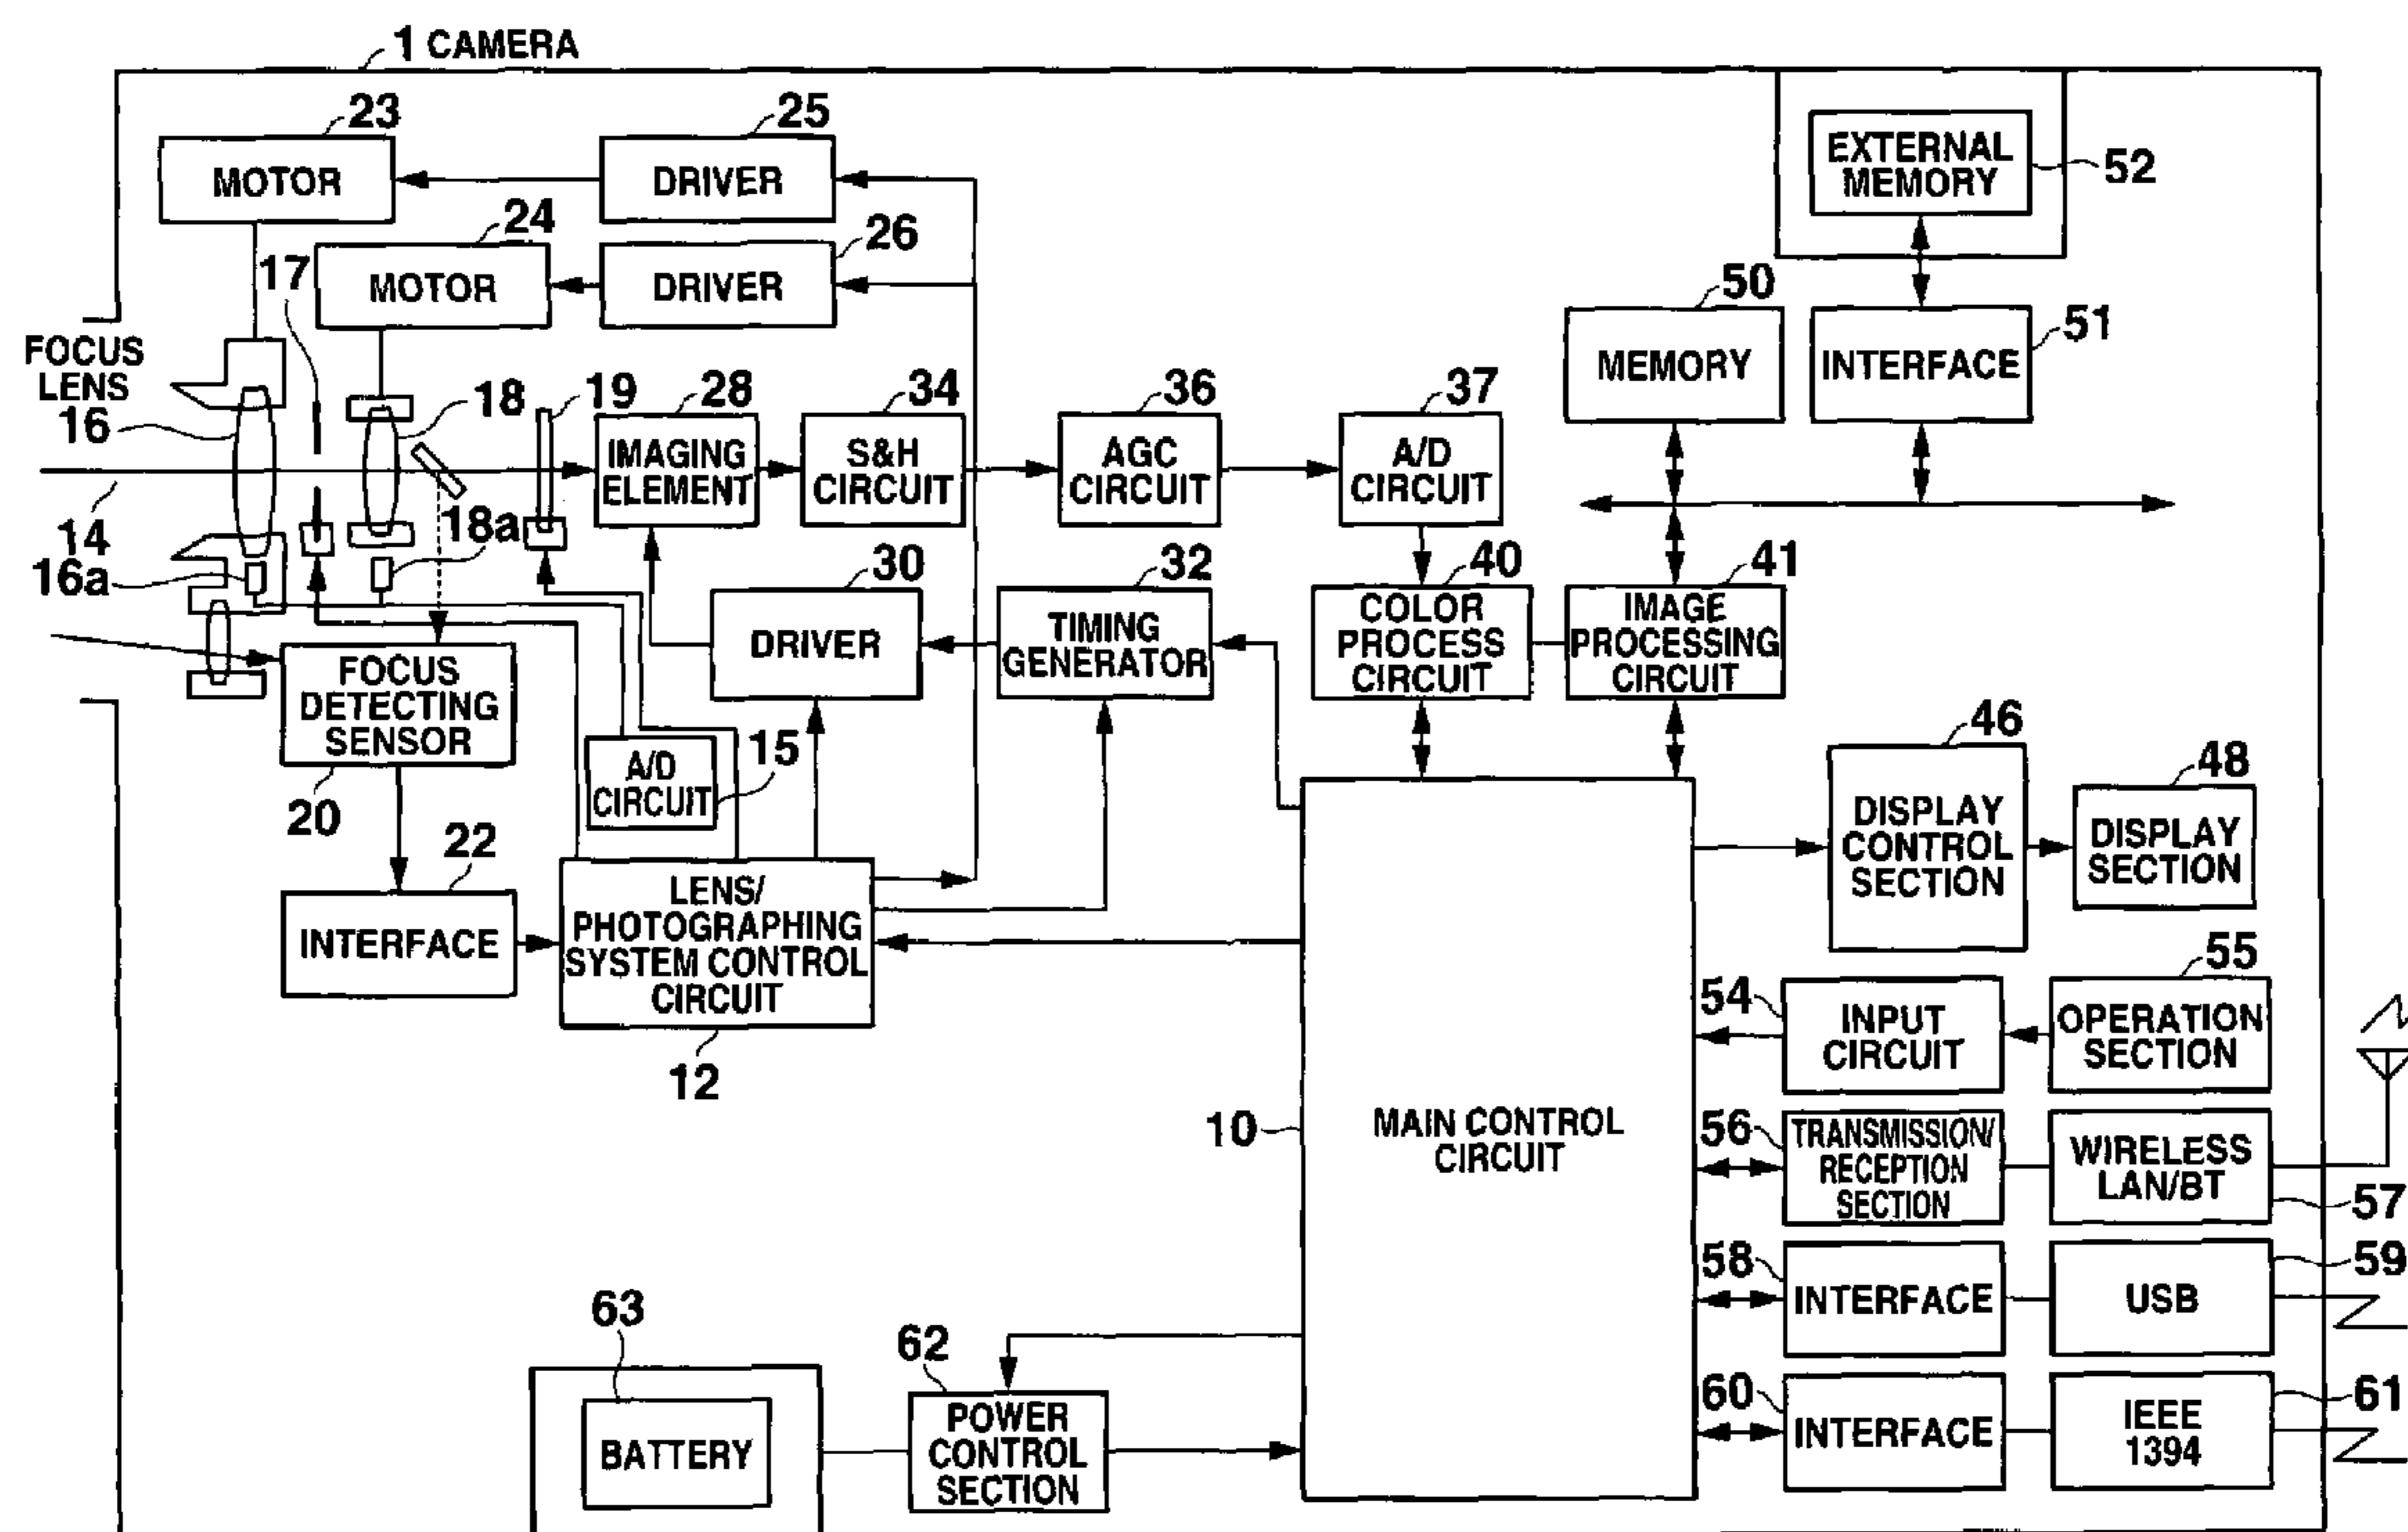 1 CAMERA
23
MOTOR
25
DRIVER
EXTERNAL
MEMORY
52
24
MOTOR
26
DRIVER
17
50
MEMORY
51
INTERFACE
FOCUS
LENS
16
18
19
28
IMAGING
ELEMENT
34
S&H
CIRCUIT
36
AGC
CIRCUIT
37
A/D
CIRCUIT
14
16a
18a
30
DRIVER
32
TIMING
GENERATOR
40
COLOR
PROCESS
CIRCUIT
41
IMAGE
PROCESSING
CIRCUIT
FOCUS
DETECTING
SENSOR
20
A/D
CIRCUIT
15
46
DISPLAY
CONTROL
SECTION
48
DISPLAY
SECTION
22
INTERFACE
LENS/
PHOTOGRAPHING
SYSTEM CONTROL
CIRCUIT
12
54
INPUT
CIRCUIT
55
OPERATION
SECTION
10
MAIN CONTROL
CIRCUIT
56
TRANSMISSION/
RECEPTION
SECTION
WIRELESS
LAN/BT
57
58
INTERFACE
USB
59
63
BATTERY
62
POWER
CONTROL
SECTION
60
INTERFACE
IEEE
1394
61